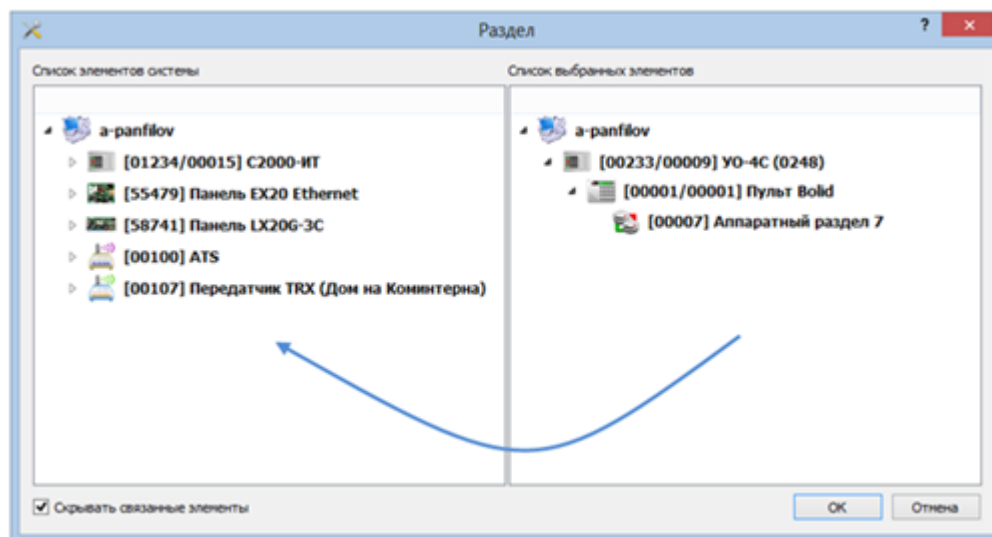 Раздел
?
Список элементов системы
Список выбранных элементов
a-panfilov
[01234/00015] С2000-ИТ
[55479] Панель EX20 Ethernet
[58741] Панель LX20G-3C
[00100] ATS
[00107] Передатчик TRX (Дом на Коминтерна)
a-panfilov
[00233/00009] УО-4С (0248)
[00001/00001] Пульт Bolid
[00007] Аппаратный раздел 7
Скрывать связанные элементы
OK
Отмена